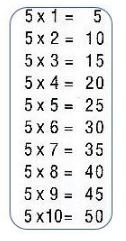 5 x 1 = 5
5 x 2 = 10
5 x 3 = 15
5 x 4 = 20
5 x 5 = 25
5 x 6 = 30
5 x 7 = 35
5 x 8 = 40
5 x 9 = 45
5 x10= 50